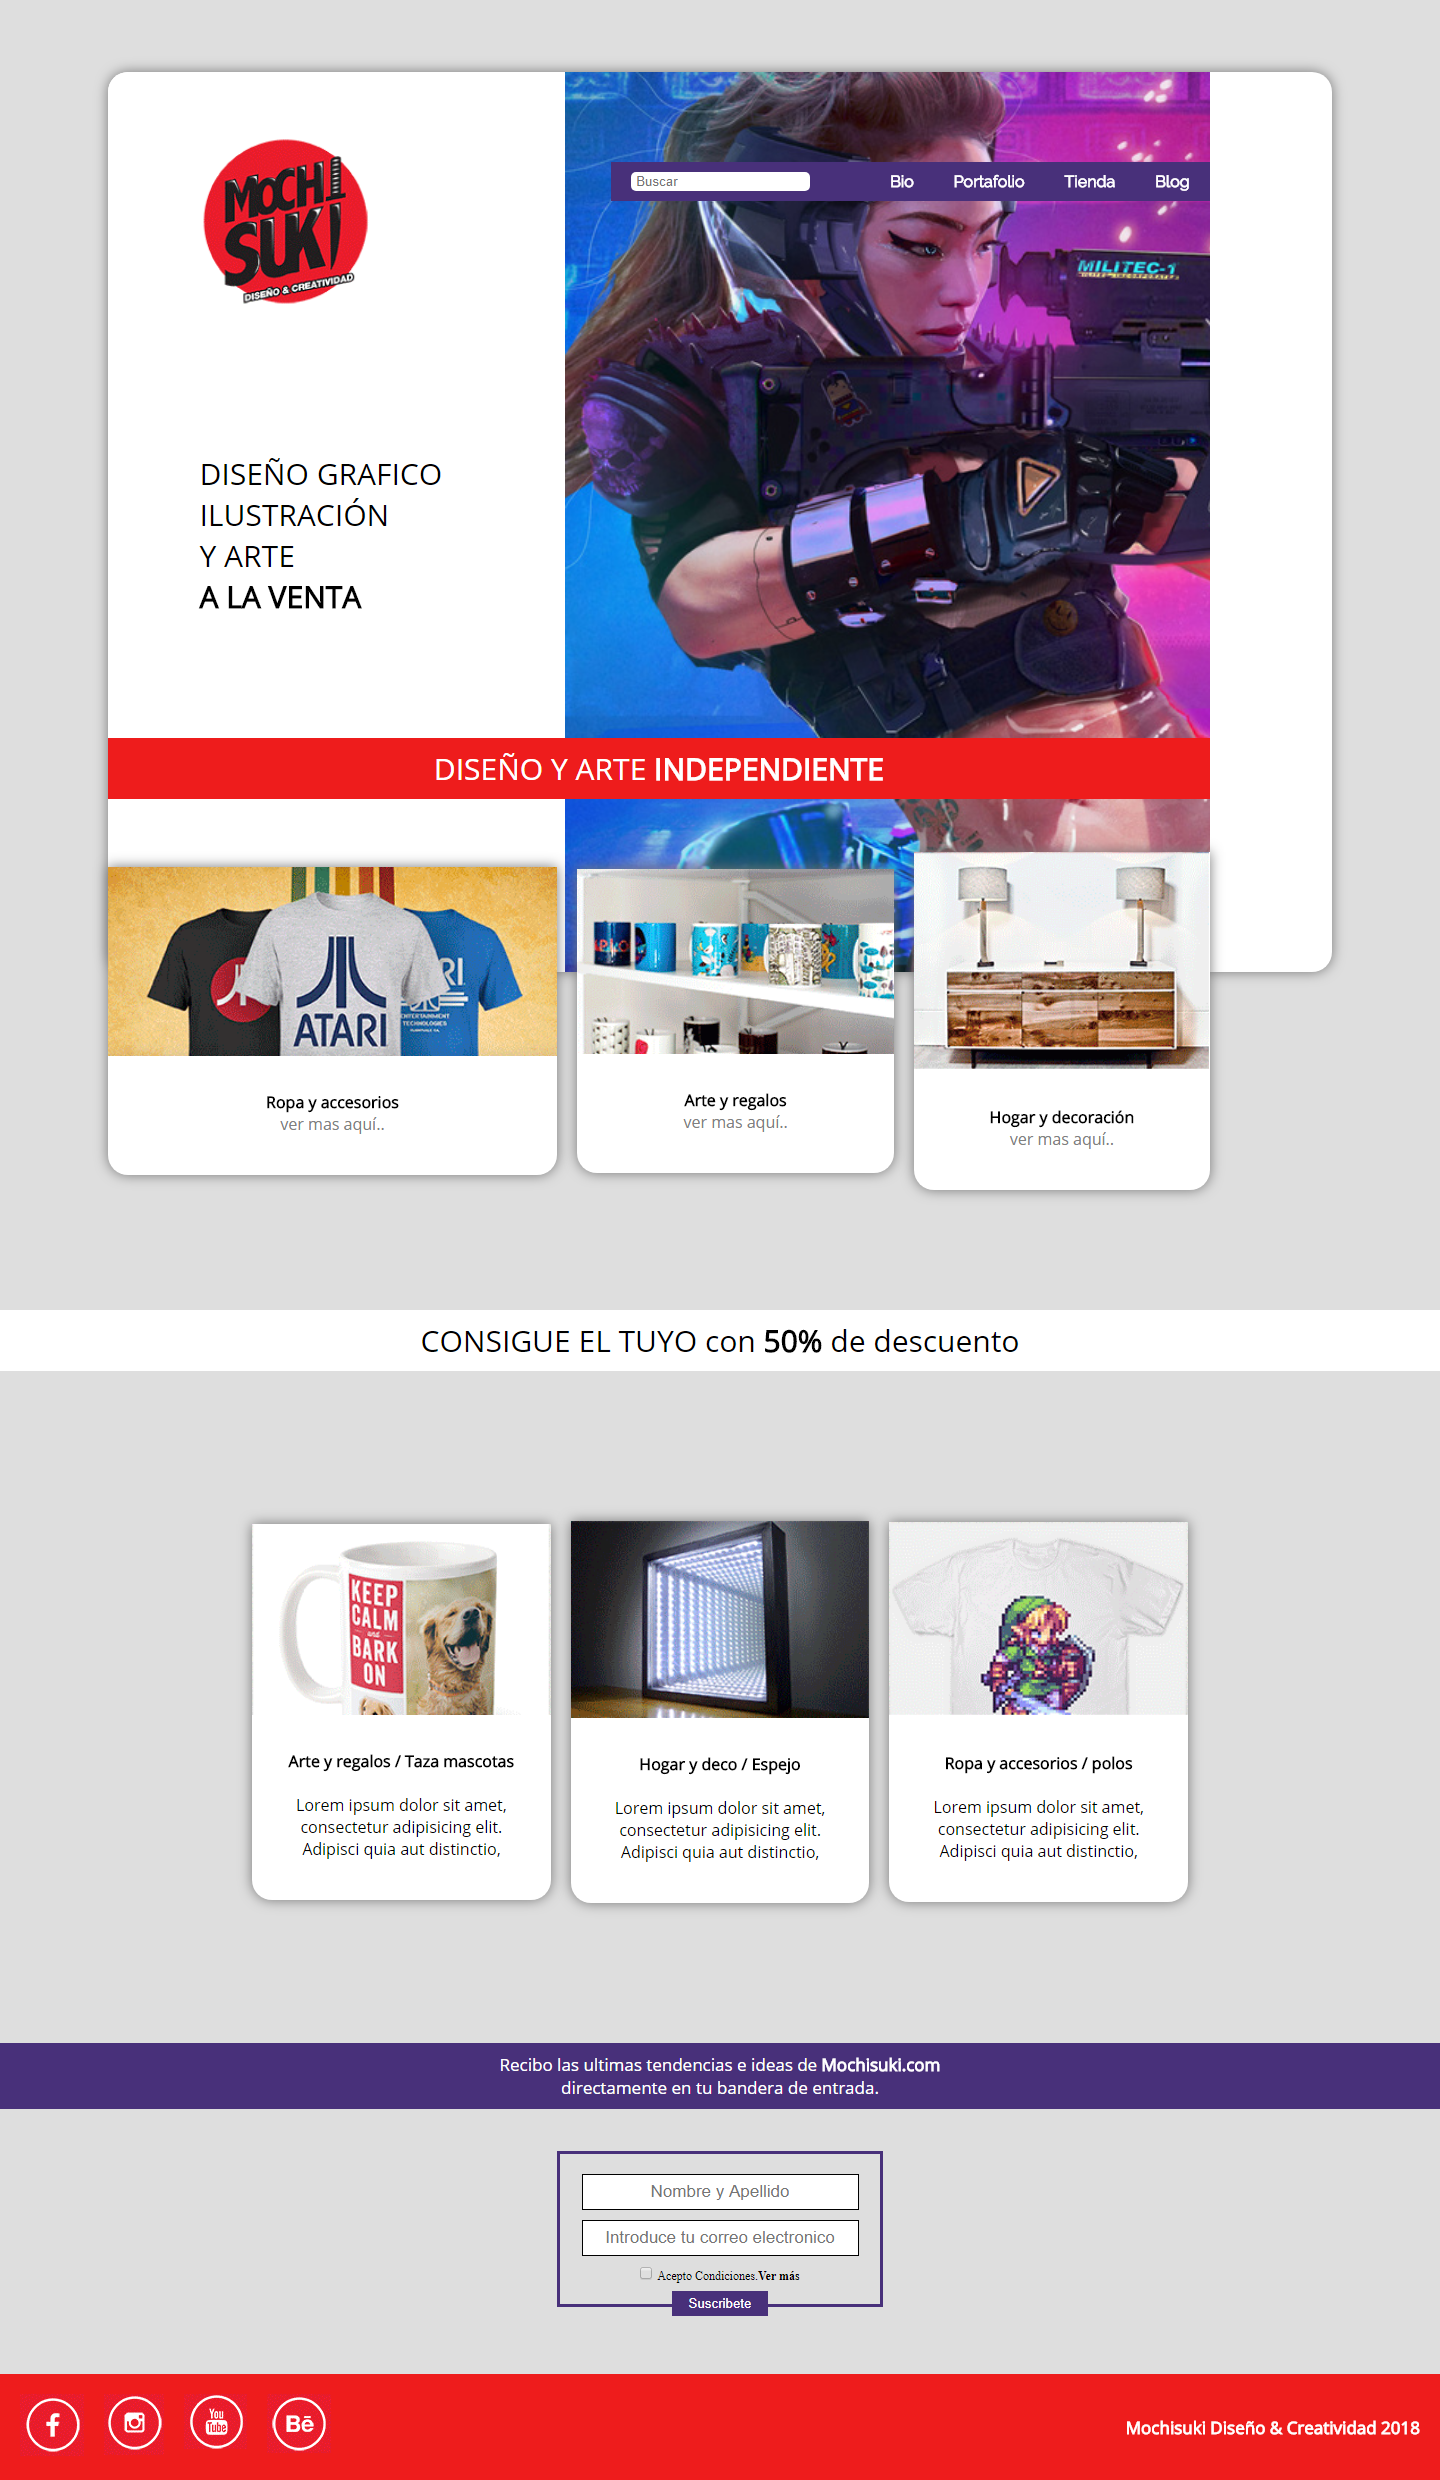 MOCHI
SUKI
DISEÑO & CREATIVIDAD
Buscar
Bio
Portafolio
Tienda
Blog
MILITEC-1
DISEÑO GRAFICO
ILUSTRACIÓN
Y ARTE
A LA VENTA
DISEÑO Y ARTE INDEPENDIENTE
ATARI
RI
ENTERTAINMENT
TECHNOLOGIES
Ropa y accesorios
ver mas aquí..
Arte y regalos
ver mas aquí..
Hogar y decoración
ver mas aquí..
CONSIGUE EL TUYO con 50% de descuento
KEEP
CALM
and
BARK
ON
Arte y regalos / Taza mascotas
Lorem ipsum dolor sit amet,
consectetur adipisicing elit.
Adipisci quia aut distinctio,
Hogar y deco / Espejo
Lorem ipsum dolor sit amet,
consectetur adipisicing elit.
Adipisci quia aut distinctio,
Ropa y accesorios / polos
Lorem ipsum dolor sit amet,
consectetur adipisicing elit.
Adipisci quia aut distinctio,
Recibo las ultimas tendencias e ideas de Mochisuki.com
directamente en tu bandera de entrada.
Nombre y Apellido
Introduce tu correo electronico
Acepto Condiciones.Ver más
Suscribete
You
Tube
Bē
Mochisuki Diseño & Creatividad 2018